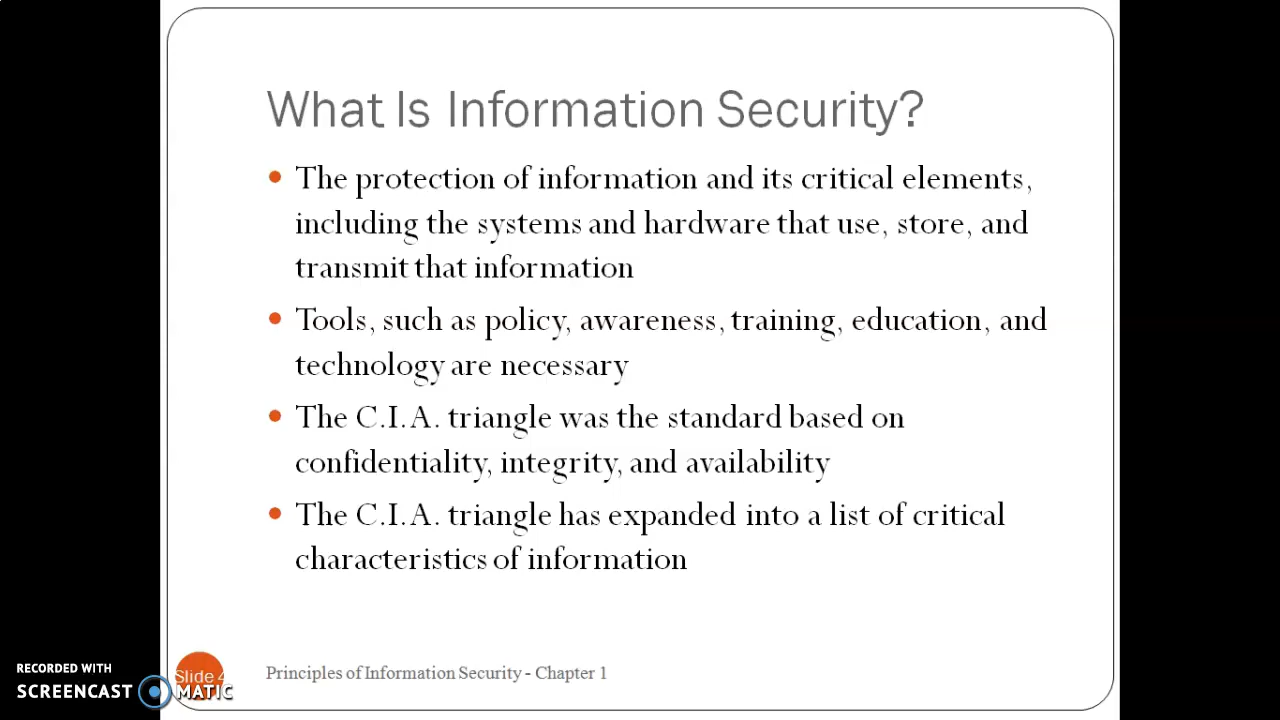 What Is Information Security?
• The protection of information and its critical elements,
including the systems and hardware that use, store, and
transmit that information
• Tools, such as policy, awareness, training, education, and
technology are necessary
• The C.I.A. triangle was the standard based on
confidentiality, integrity, and availability
• The C.I.A. triangle has expanded into a list of critical
characteristics of information
Slide 4
Principles of Information Security - Chapter 1
RECORDED WITH
SCREENCAST MATIC